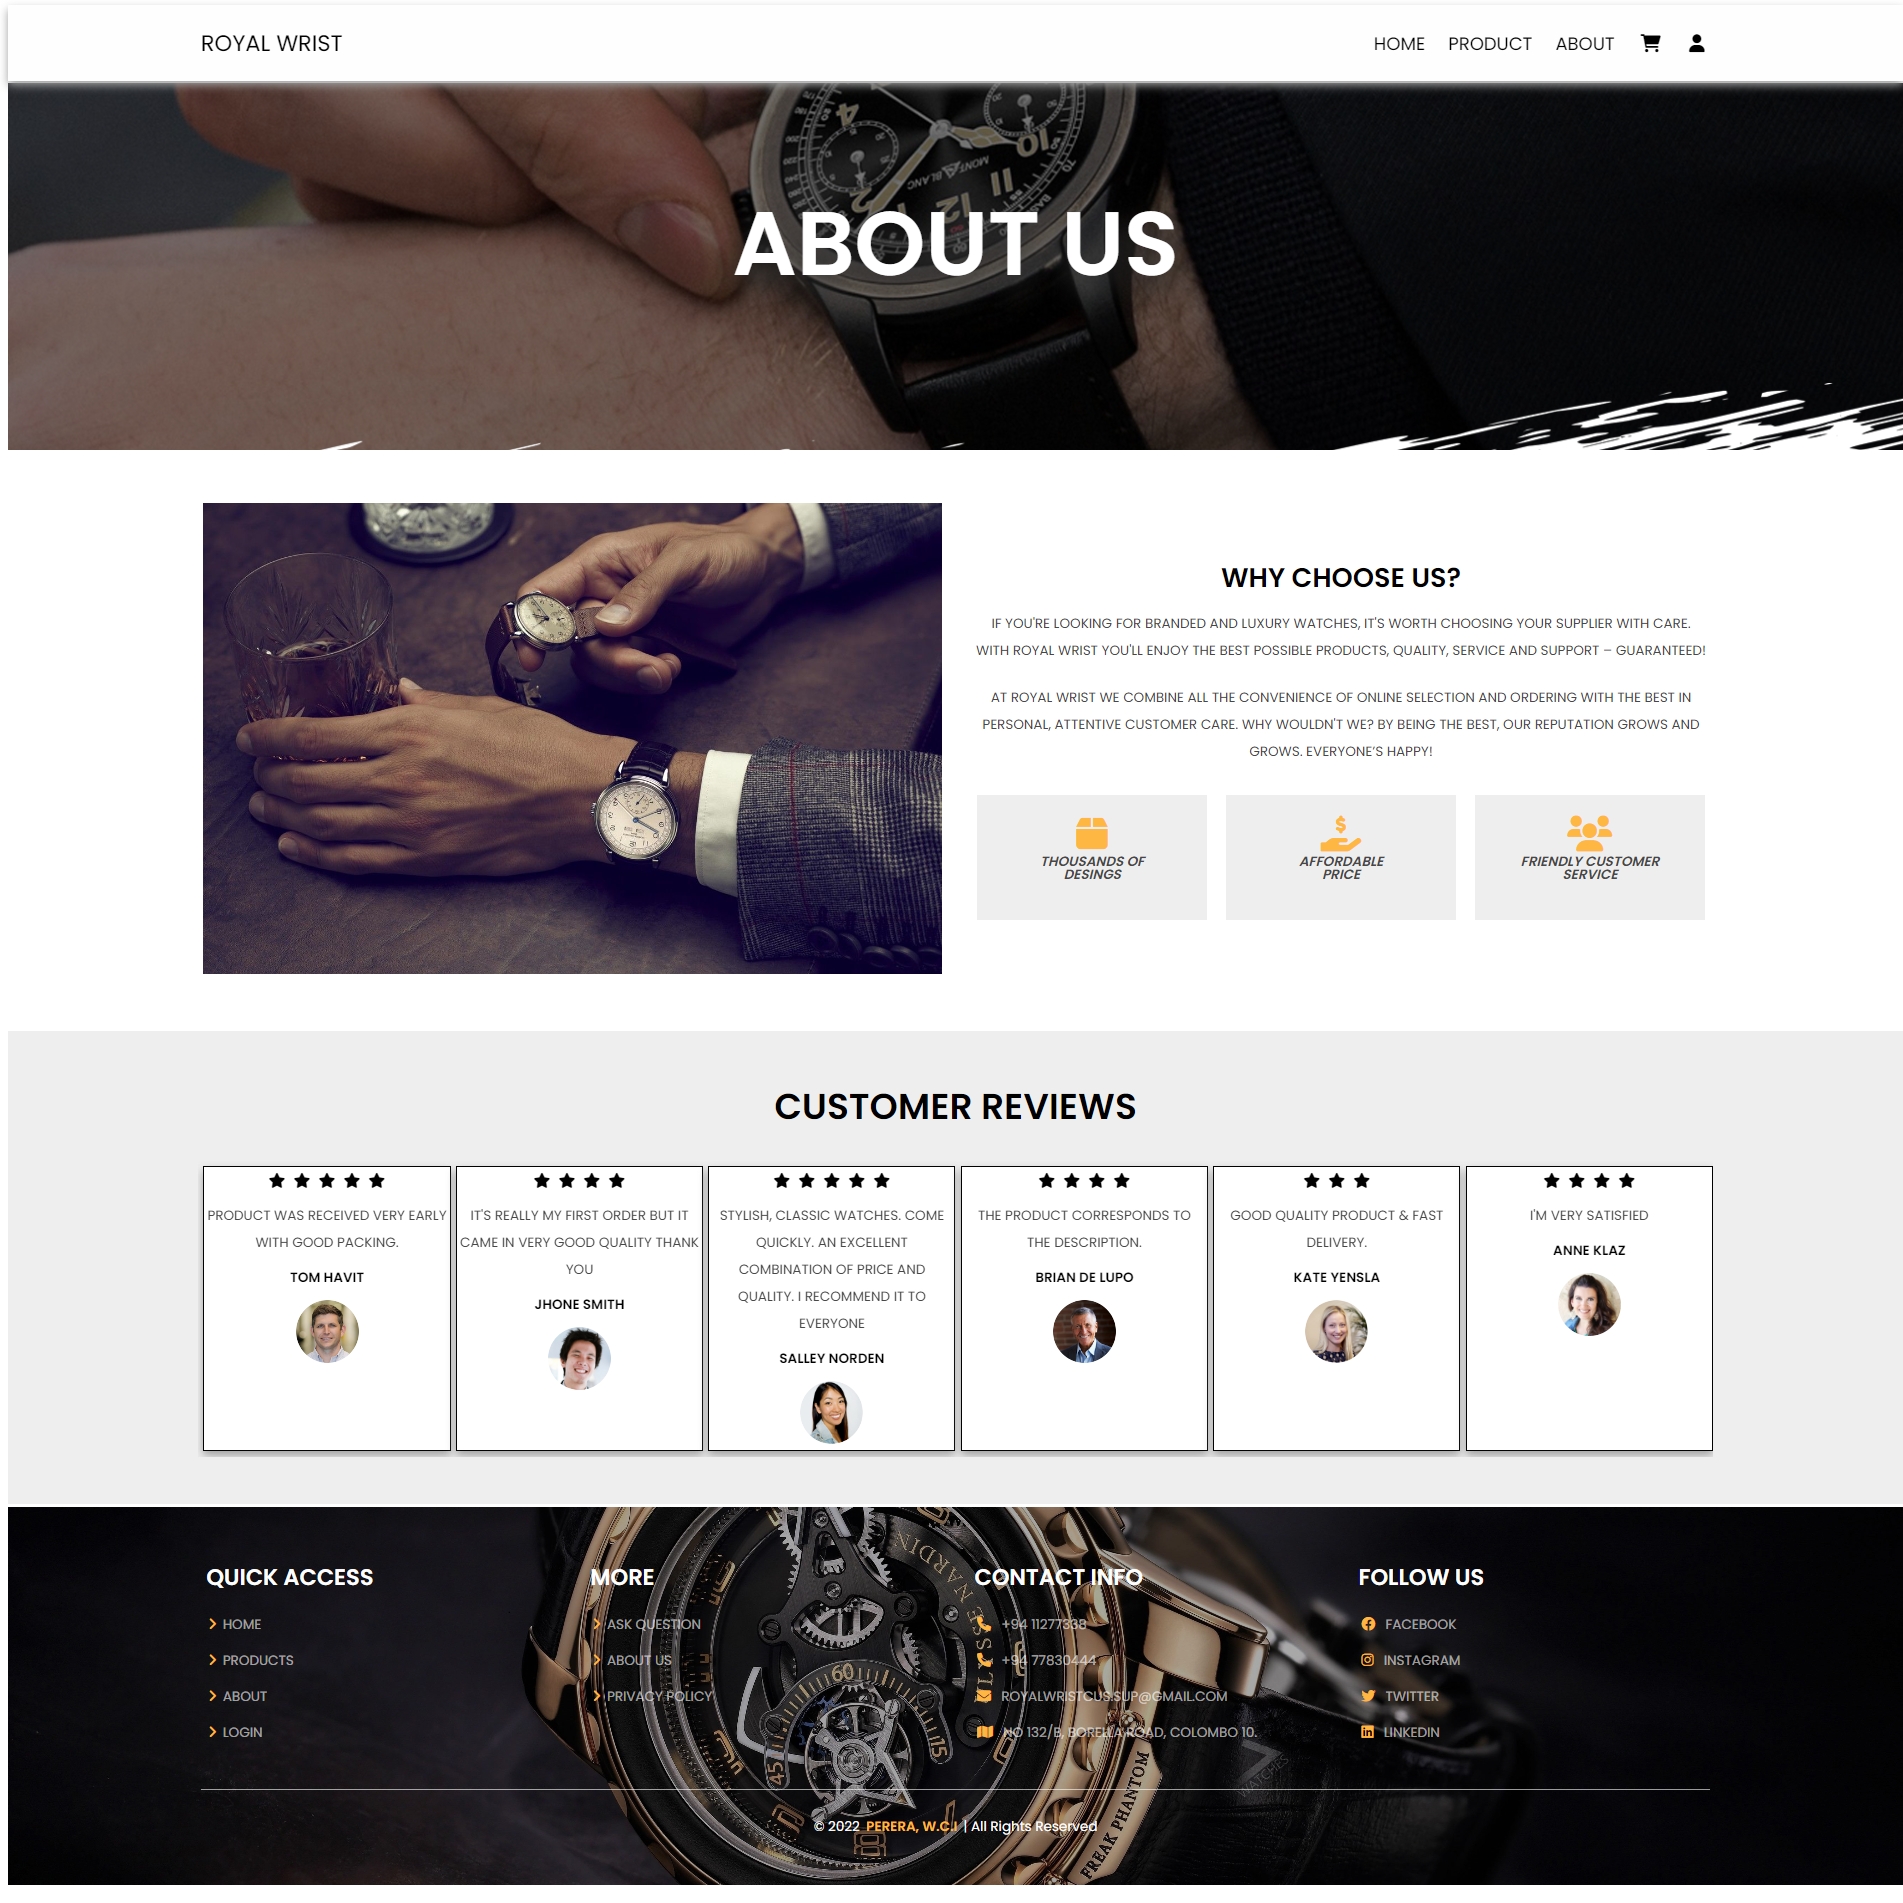 ROYAL WRIST
HOME PRODUCT ABOUT
ABOUT US
MONTBLANC
WHY CHOOSE US?
IF YOU'RE LOOKING FOR BRANDED AND LUXURY WATCHES, IT'S WORTH CHOOSING YOUR SUPPLIER WITH CARE.
WITH ROYAL WRIST YOU'LL ENJOY THE BEST POSSIBLE PRODUCTS, QUALITY, SERVICE AND SUPPORT – GUARANTEED!
AT ROYAL WRIST WE COMBINE ALL THE CONVENIENCE OF ONLINE SELECTION AND ORDERING WITH THE BEST IN
PERSONAL, ATTENTIVE CUSTOMER CARE. WHY WOULDN'T WE? BY BEING THE BEST, OUR REPUTATION GROWS AND
GROWS. EVERYONE'S HAPPY!
THOUSANDS OF
DESINGS
AFFORDABLE
PRICE
FRIENDLY CUSTOMER
SERVICE
CUSTOMER REVIEWS
PRODUCT WAS RECEIVED VERY EARLY
WITH GOOD PACKING.
TOM HAVIT
IT'S REALLY MY FIRST ORDER BUT IT
CAME IN VERY GOOD QUALITY THANK
YOU
JHONE SMITH
STYLISH, CLASSIC WATCHES. COME
QUICKLY. AN EXCELLENT
COMBINATION OF PRICE AND
QUALITY. I RECOMMEND IT TO
EVERYONE
SALLEY NORDEN
THE PRODUCT CORRESPONDS TO
THE DESCRIPTION.
BRIAN DE LUPO
GOOD QUALITY PRODUCT & FAST
DELIVERY.
KATE YENSLA
I'M VERY SATISFIED
ANNE KLAZ
QUICK ACCESS
HOME
PRODUCTS
ABOUT
LOGIN
MORE
ASK QUESTION
ABOUT US
PRIVACY POLICY
CONTACT INFO
+94 11277338
+94 77830444
ROYALWRISTCUS.SUP@GMAIL.COM
NO 132/B, BORELLA ROAD, COLOMBO 10.
FOLLOW US
FACEBOOK
INSTAGRAM
TWITTER
LINKEDIN
60
45
15
FREAK PHANTOM
WATCHES
© 2022 PERERA, W.C.I | All Rights Reserved